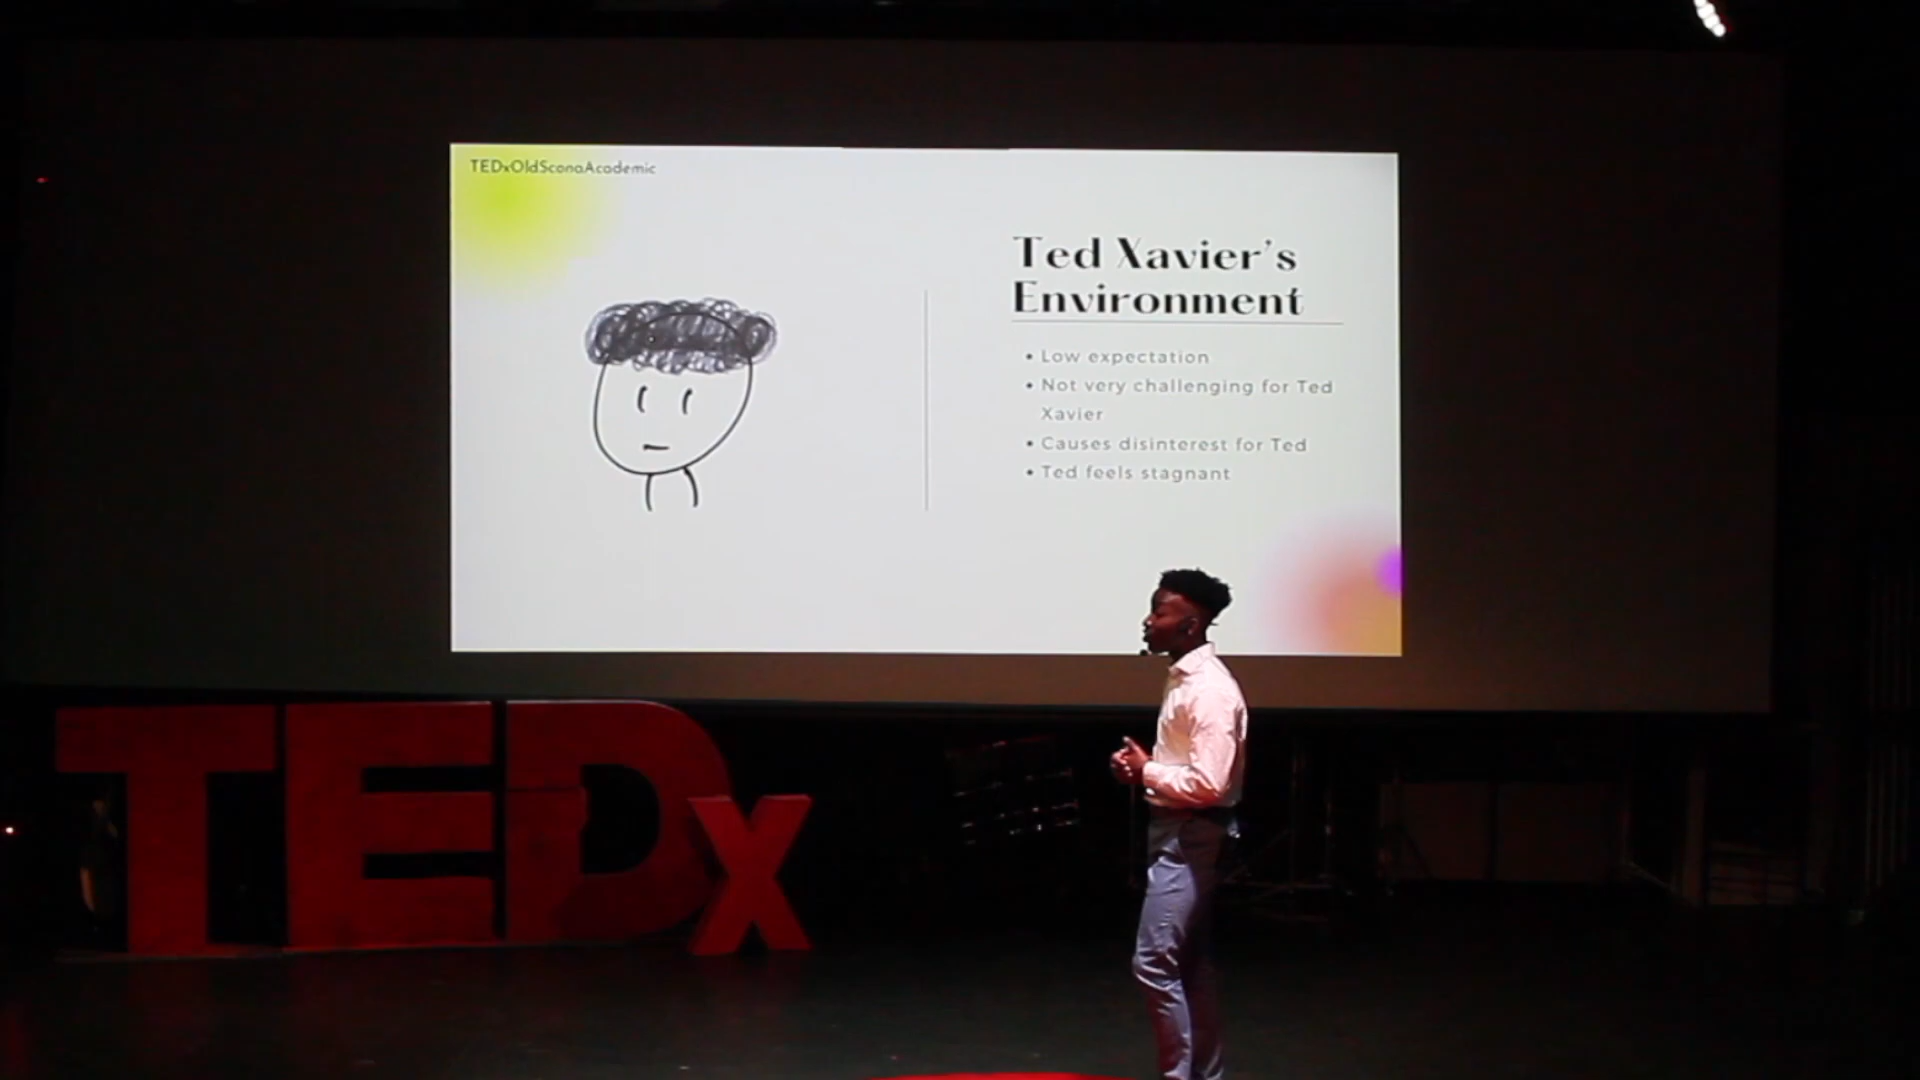 TEDxOldSconaAcademic
Ted Xavier's
Environment
• Low expectation
• Not very challenging for Ted
Xavier
• Causes disinterest for Ted
• Ted feels stagnant
TEDx